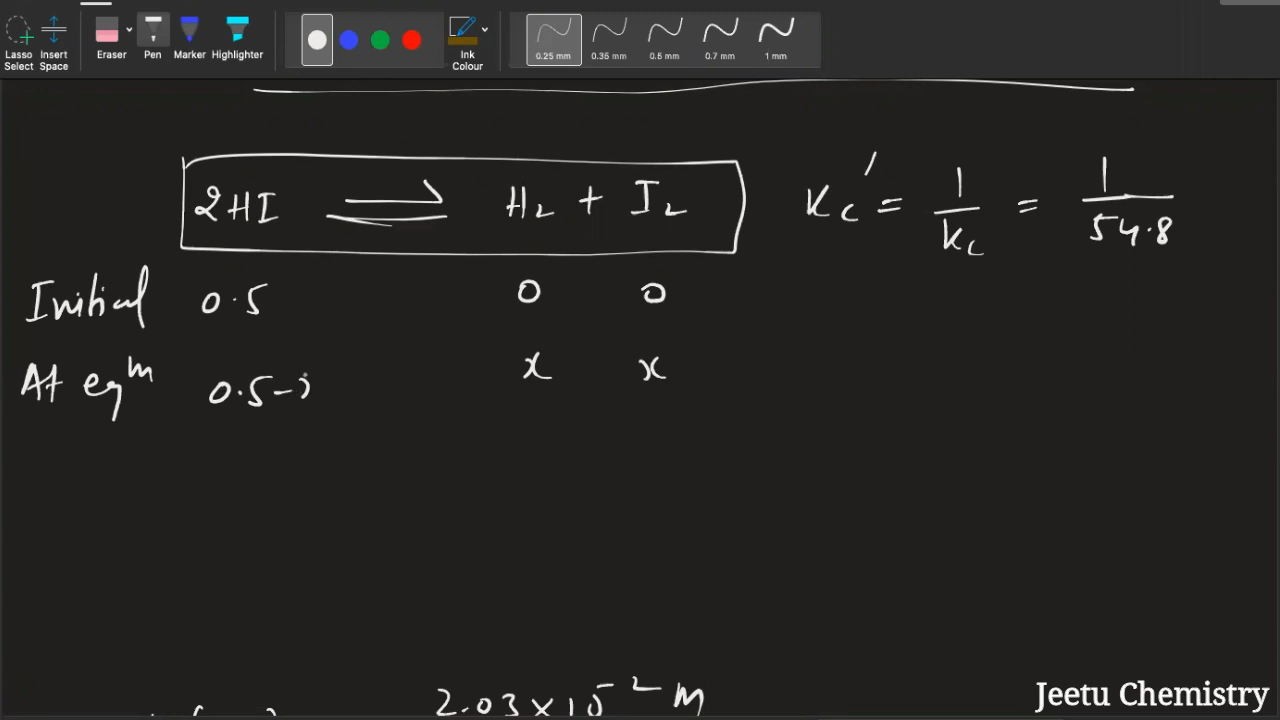 Lasso Select
Insert Space
Eraser
Pen
Marker
Highlighter
Ink Colour
0.25 mm
0.35 mm
0.5 mm
0.7 mm
1 mm
2HI ⇌ H₂ + I₂ Kc' = 1/Kc = 1/54.8
Initial 0.5 0 0
At eqᵐ 0.5- x x
2.03 × 10⁻² M
Jeetu Chemistry